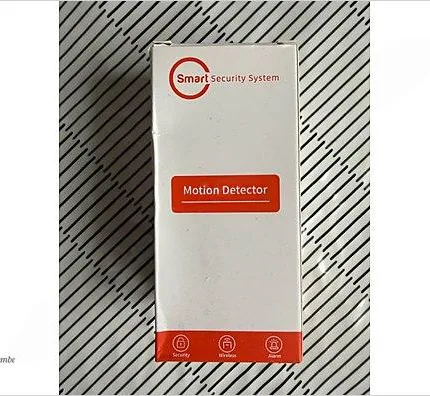 Smart Security System
Motion Detector
Security Wireless Alarm